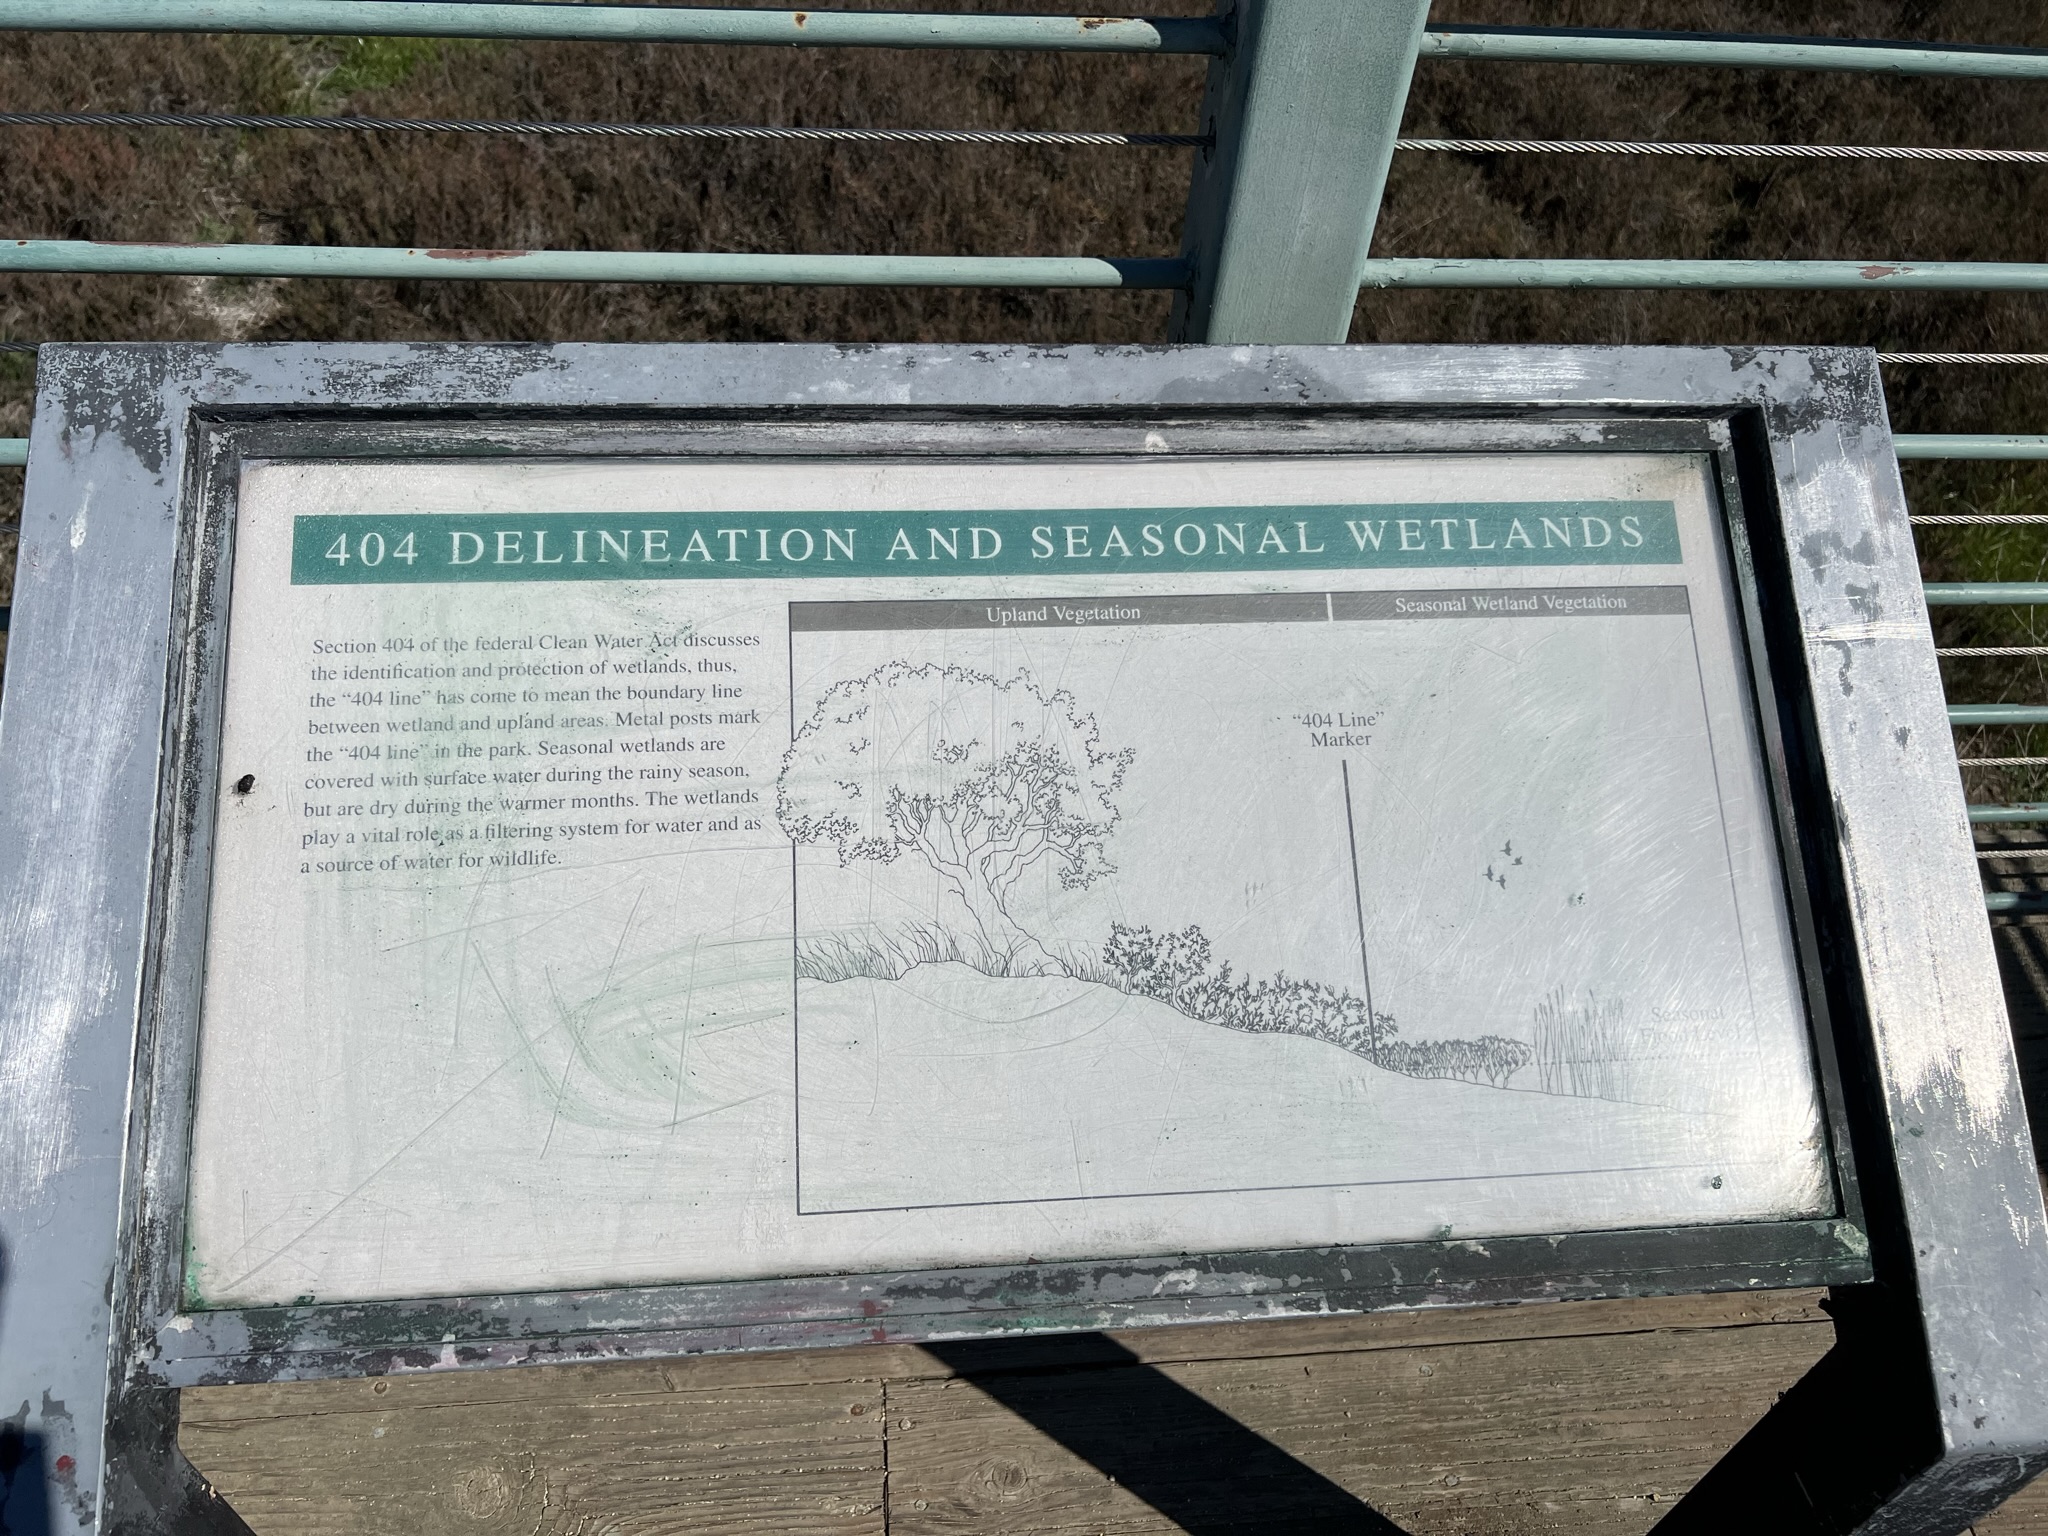 404 DELINEATION AND SEASONAL WETLANDS
Section 404 of the federal Clean Water Act discusses
the identification and protection of wetlands, thus,
the “404 line” has come to mean the boundary line
between wetland and upland areas. Metal posts mark
the “404 line” in the park. Seasonal wetlands are
covered with surface water during the rainy season,
but are dry during the warmer months. The wetlands
play a vital role as a filtering system for water and as
a source of water for wildlife.
Upland Vegetation
Seasonal Wetland Vegetation
“404 Line”
Marker
Seasonal